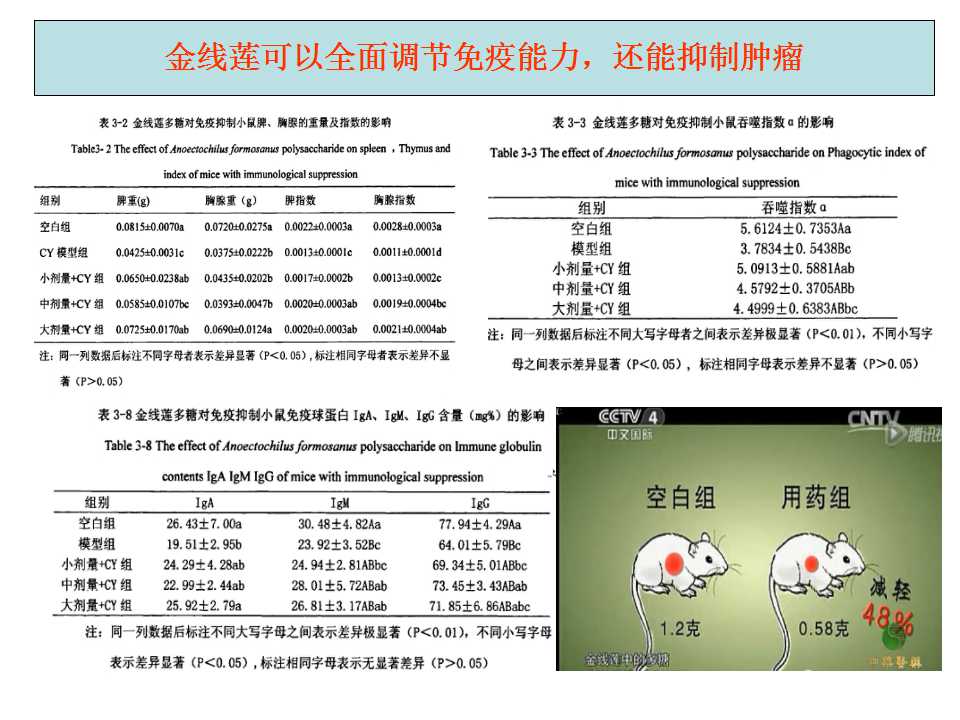 金线莲可以全面调节免疫能力，还能抑制肿瘤
表 3-2 金线莲多糖对免疫抑制小鼠脾、胸腺的重量及指数的影响
Table3- 2 The effect of Anoectochilus formosanus polysaccharide on spleen , Thymus and
index of mice with immunological suppression
组别 脾重(g) 胸腺重（g） 脾指数 胸腺指数
空白组 0.0815±0.0070a 0.0720±0.0275a 0.0022±0.0003a 0.0028±0.0003a
CY 模型组 0.0425±0.0031c 0.0375±0.0222b 0.0013±0.0001c 0.0011±0.0001d
小剂量+CY 组 0.0650±0.0238ab 0.0435±0.0202b 0.0017±0.0002b 0.0013±0.0002c
中剂量+CY 组 0.0585±0.0107bc 0.0393±0.0047b 0.0020±0.0003ab 0.0019±0.0004bc
大剂量+CY 组 0.0725±0.0170ab 0.0690±0.0124a 0.0020±0.0003ab 0.0021±0.0004ab
注：同一列数据后标注不同字母者表示差异显著（P<0.05）,标注相同字母者表示差异不显
著（P>0.05）
表 3-3 金线莲多糖对免疫抑制小鼠吞噬指数α的影响
Table 3-3 The effect of Anoectochilus formosanus polysaccharide on Phagocytic index of
mice with immunological suppression
组别 吞噬指数α
空白组 5.6124±0.7353Aa
模型组 3.7834±0.5438Bc
小剂量+CY 组 5.0913±0.5881Aab
中剂量+CY 组 4.5792±0.3705ABb
大剂量+CY 组 4.4999±0.6383ABbc
注：同一列数据后标注不同大写字母者之间表示差异极显著（P<0.01），不同小写字
母之间表示差异显著（P<0.05），标注相同字母表示差异不显著（P>0.05）
表 3-8 金线莲多糖对免疫抑制小鼠免疫球蛋白 IgA、IgM、IgG 含量（mg%）的影响
Table 3-8 The effect of Anoectochilus formosanus polysaccharide on Immune globulin
contents IgA IgM IgG of mice with immunological suppression
组别 IgA IgM IgG
空白组 26.43±7.00a 30.48±4.82Aa 77.94±4.29Aa
模型组 19.51±2.95b 23.92±3.52Bc 64.01±5.79Bc
小剂量+CY 组 24.29±4.28ab 24.94±2.81ABbc 69.34±5.01ABbc
中剂量+CY 组 22.99±2.44ab 28.01±5.72ABab 73.45±3.43ABab
大剂量+CY 组 25.92±2.79a 26.81±3.17ABab 71.85±6.86ABabc
注：同一列数据后标注不同大写字母之间表示差异极显著（P<0.01），不同小写字母
表示差异显著（P<0.05）,标注相同字母表示无显著差异（P>0.05）
CCTV 4
中文国际
CNTV
腾讯视
空白组 用药组
减轻
48%
1.2克 0.58克
金线莲中的多糖